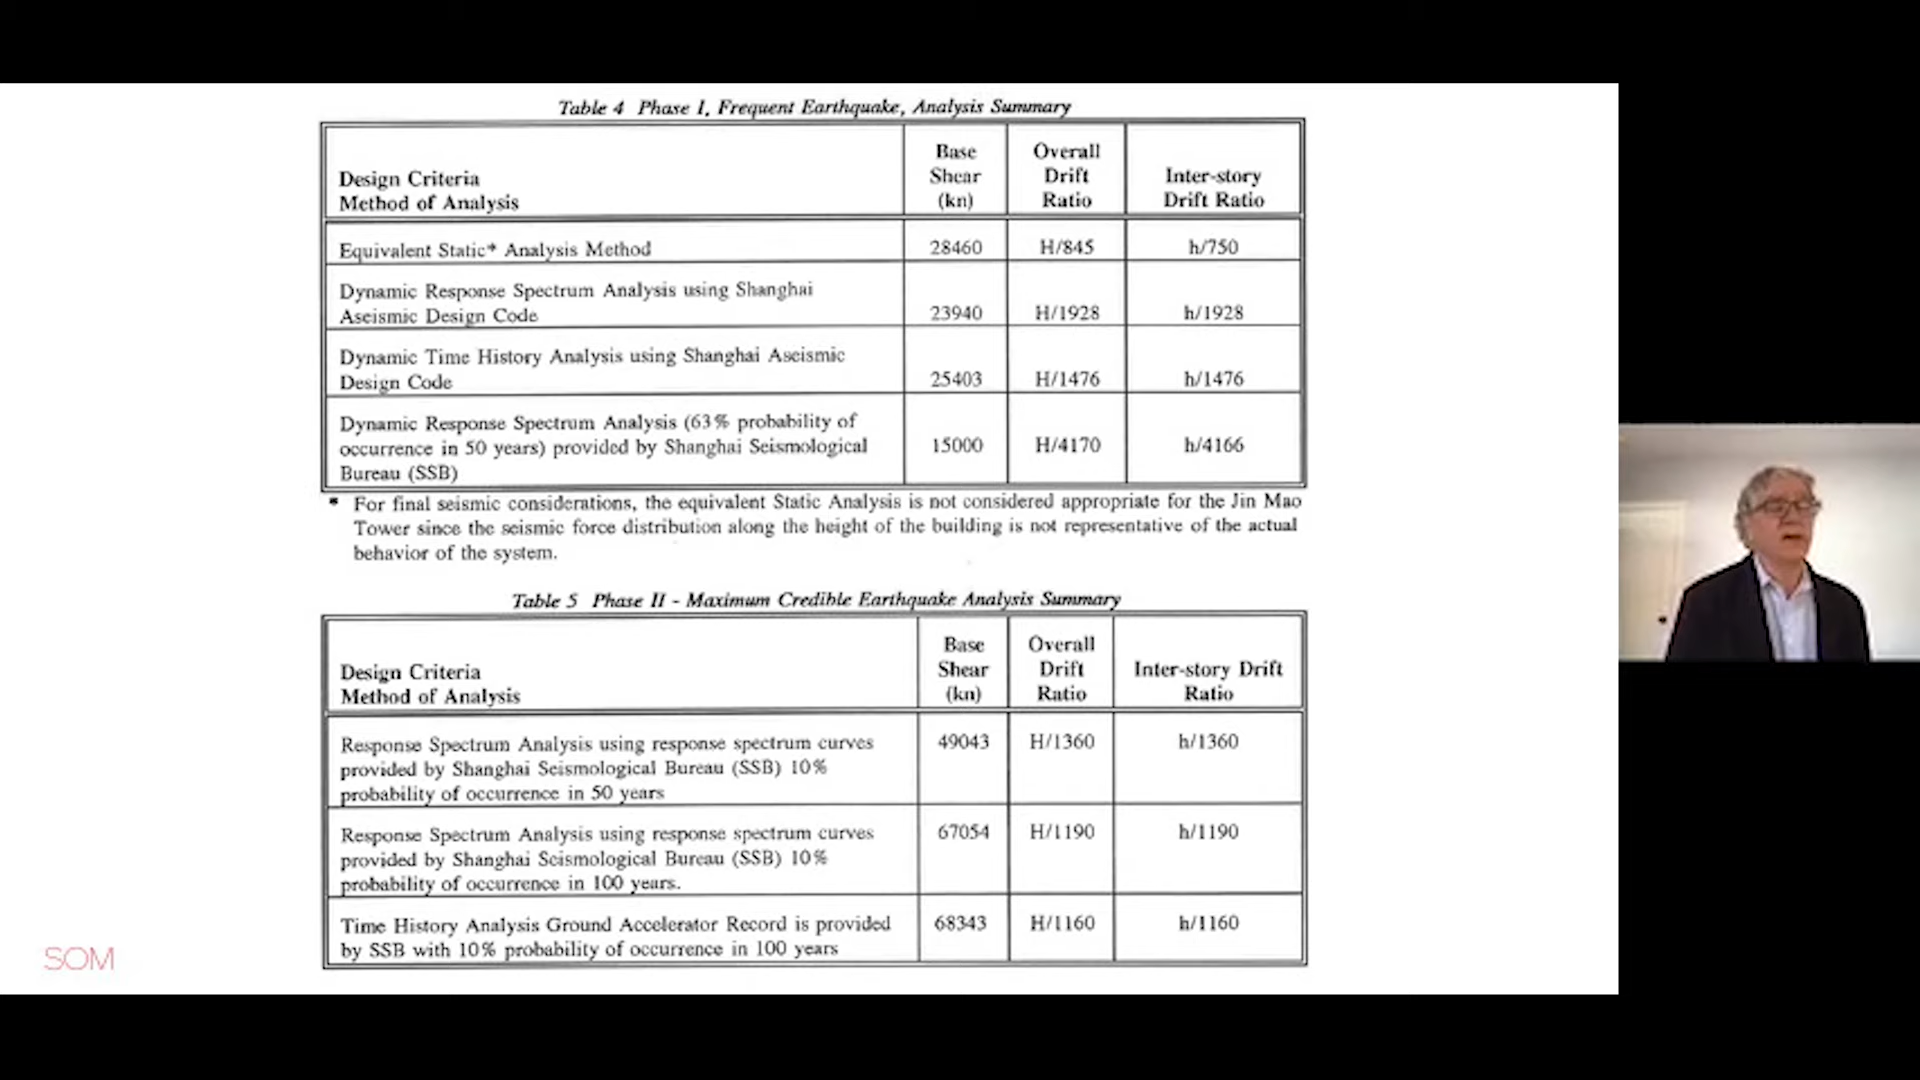 Table 4 Phase I, Frequent Earthquake, Analysis Summary
Design Criteria
Method of Analysis
Base
Shear
(kn)
Overall
Drift
Ratio
Inter-story
Drift Ratio
Equivalent Static* Analysis Method
28460
H/845
h/750
Dynamic Response Spectrum Analysis using Shanghai
Aseismic Design Code
23940
H/1928
h/1928
Dynamic Time History Analysis using Shanghai Aseismic
Design Code
25403
H/1476
h/1476
Dynamic Response Spectrum Analysis (63% probability of
occurrence in 50 years) provided by Shanghai Seismological
Bureau (SSB)
15000
H/4170
h/4166
* For final seismic considerations, the equivalent Static Analysis is not considered appropriate for the Jin Mao
Tower since the seismic force distribution along the height of the building is not representative of the actual
behavior of the system.
Table 5 Phase II - Maximum Credible Earthquake Analysis Summary
Design Criteria
Method of Analysis
Base
Shear
(kn)
Overall
Drift
Ratio
Inter-story Drift
Ratio
Response Spectrum Analysis using response spectrum curves
provided by Shanghai Seismological Bureau (SSB) 10%
probability of occurrence in 50 years
49043
H/1360
h/1360
Response Spectrum Analysis using response spectrum curves
provided by Shanghai Seismological Bureau (SSB) 10%
probability of occurrence in 100 years.
67054
H/1190
h/1190
Time History Analysis Ground Accelerator Record is provided
by SSB with 10% probability of occurrence in 100 years
68343
H/1160
h/1160
SOM